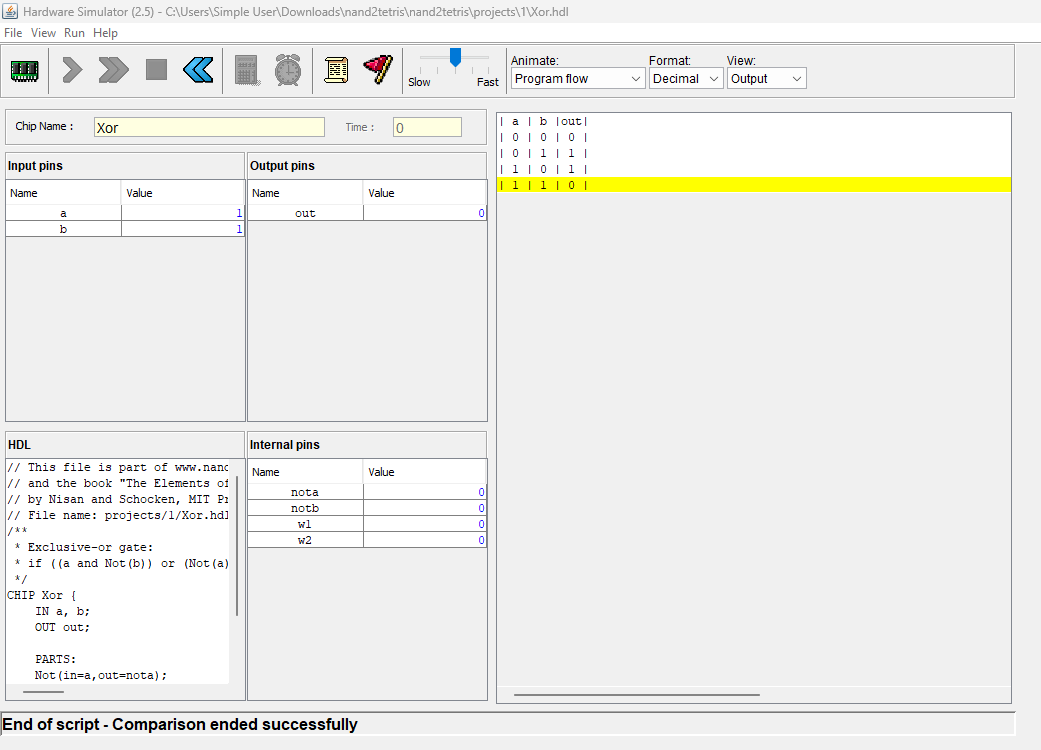 Hardware Simulator (2.5) - C:\Users\Simple User\Downloads\nand2tetris\nand2tetris\projects\1\Xor.hdl
File View Run Help
Slow Fast
Animate: Format: View:
Program flow Decimal Output
Chip Name : Xor Time : 0
Input pins
Name Value
a 1
b 1
Output pins
Name Value
out 0
| a | b |out|
| 0 | 0 | 0 |
| 0 | 1 | 1 |
| 1 | 0 | 1 |
| 1 | 1 | 0 |
HDL
// This file is part of www.nand
// and the book "The Elements of
// by Nisan and Schocken, MIT Pr
// File name: projects/1/Xor.hdl
/**
* Exclusive-or gate:
* if ((a and Not(b)) or (Not(a)
*/
CHIP Xor {
IN a, b;
OUT out;
PARTS:
Not(in=a,out=nota);
Internal pins
Name Value
nota 0
notb 0
w1 0
w2 0
End of script - Comparison ended successfully